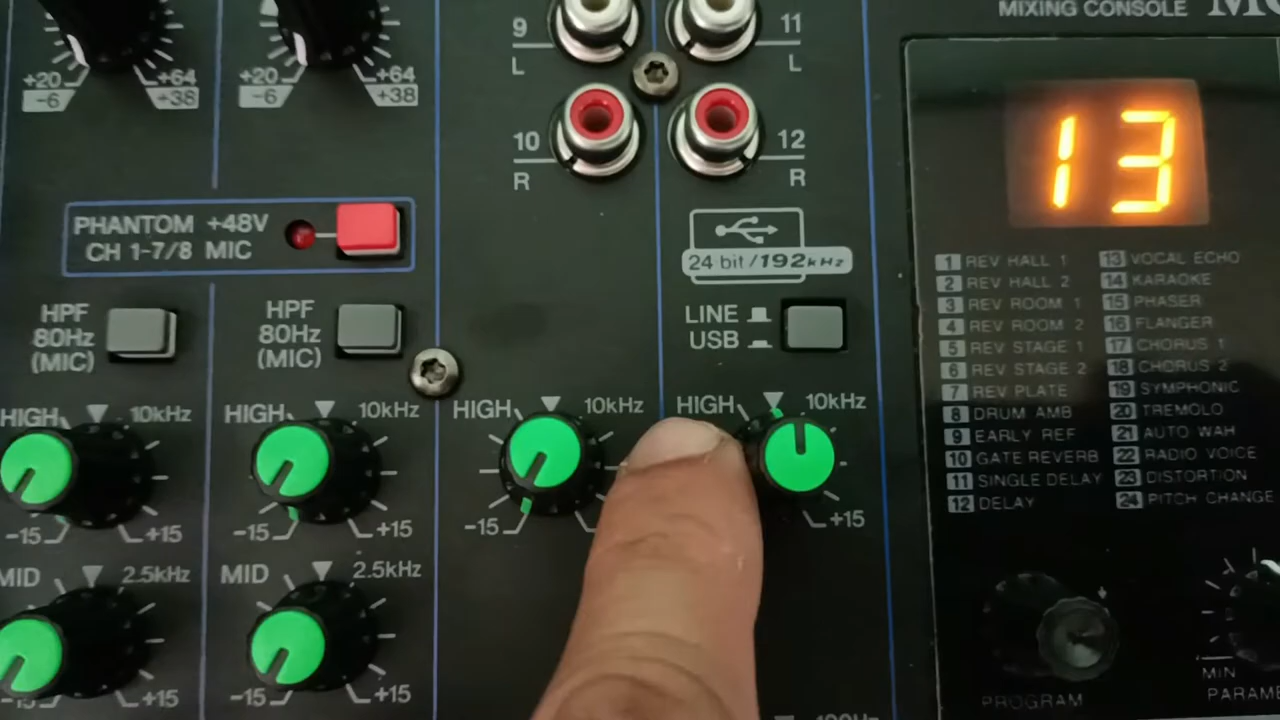 MIXING CONSOLE
9
L
11
L
+20
-6
+64
+38
+20
-6
+64
+38
10
R
12
R
13
PHANTOM +48V
CH 1-7/8 MIC
24 bit/192kHz
HPF
80Hz
(MIC)
HPF
80Hz
(MIC)
LINE
USB
1 REV HALL 1
2 REV HALL 2
3 REV ROOM 1
4 REV ROOM 2
5 REV STAGE 1
6 REV STAGE 2
7 REV PLATE
8 DRUM AMB
9 EARLY REF
10 GATE REVERB
11 SINGLE DELAY
12 DELAY
13 VOCAL ECHO
14 KARAOKE
15 PHASER
16 FLANGER
17 CHORUS 1
18 CHORUS 2
19 SYMPHONIC
20 TREMOLO
21 AUTO WAH
22 RADIO VOICE
23 DISTORTION
24 PITCH CHANGE
HIGH 10kHz
-15 +15
HIGH 10kHz
-15 +15
HIGH 10kHz
-15
HIGH 10kHz
+15
MID 2.5kHz
-15 +15
MID 2.5kHz
-15 +15
PROGRAM
MIN